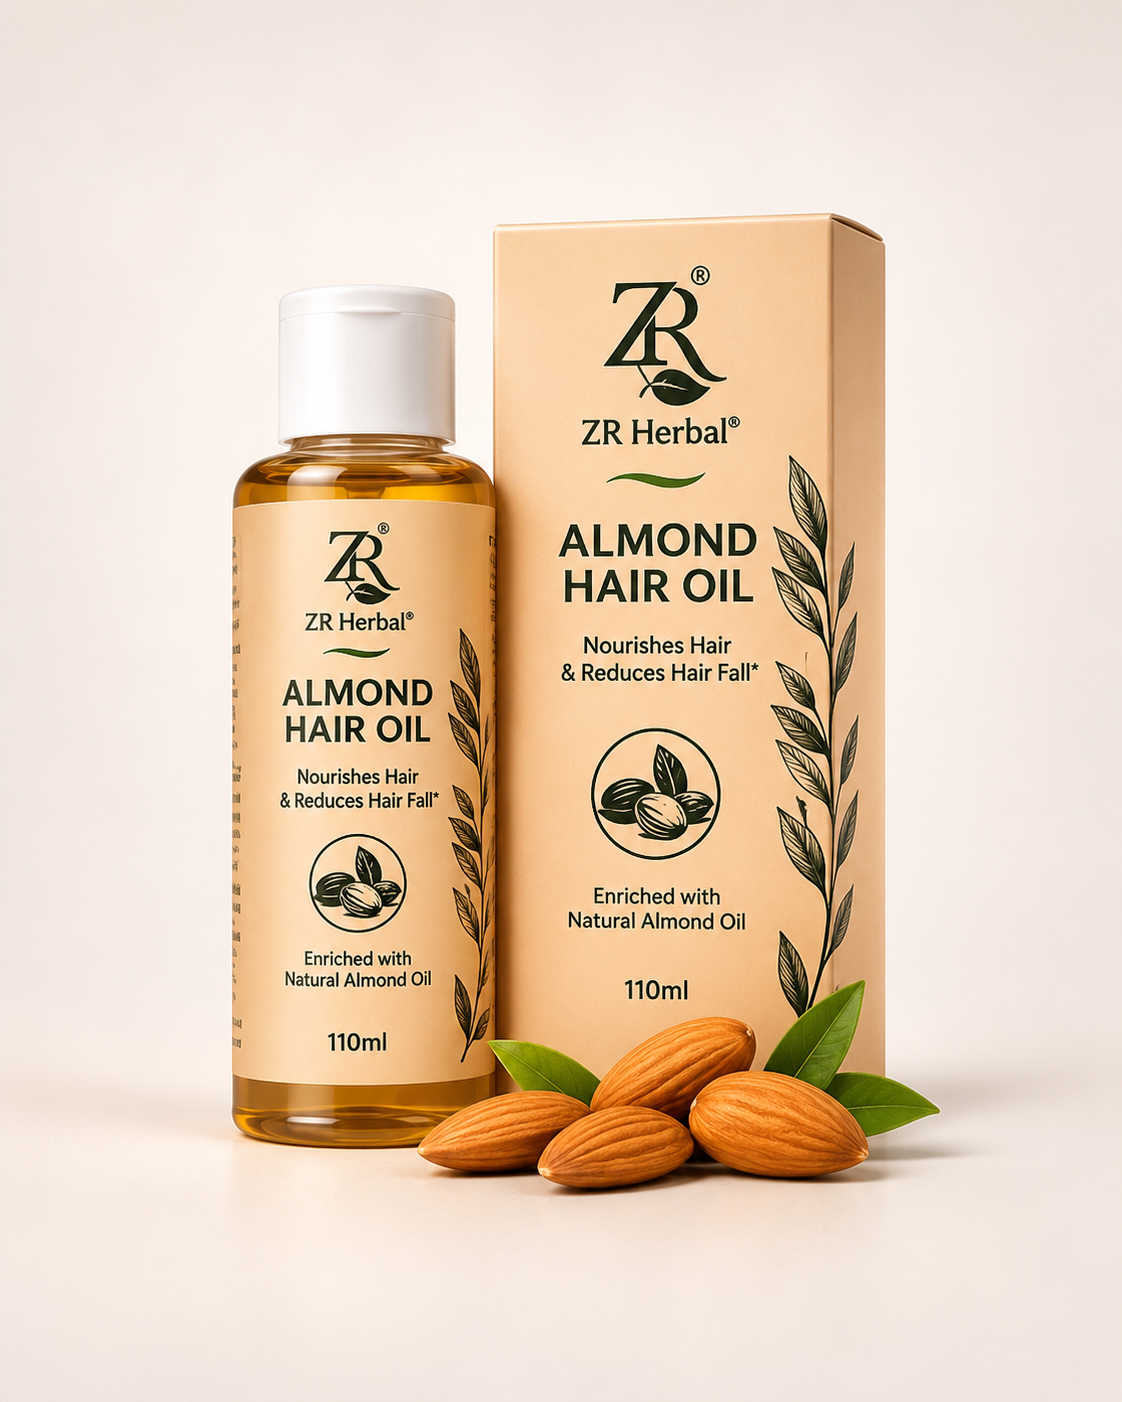 ZR®
ZR Herbal®
ALMOND
HAIR OIL
Nourishes Hair
& Reduces Hair Fall*
Enriched with
Natural Almond Oil
110ml
ZR®
ZR Herbal®
ALMOND
HAIR OIL
Nourishes Hair
& Reduces Hair Fall*
Enriched with
Natural Almond Oil
110ml